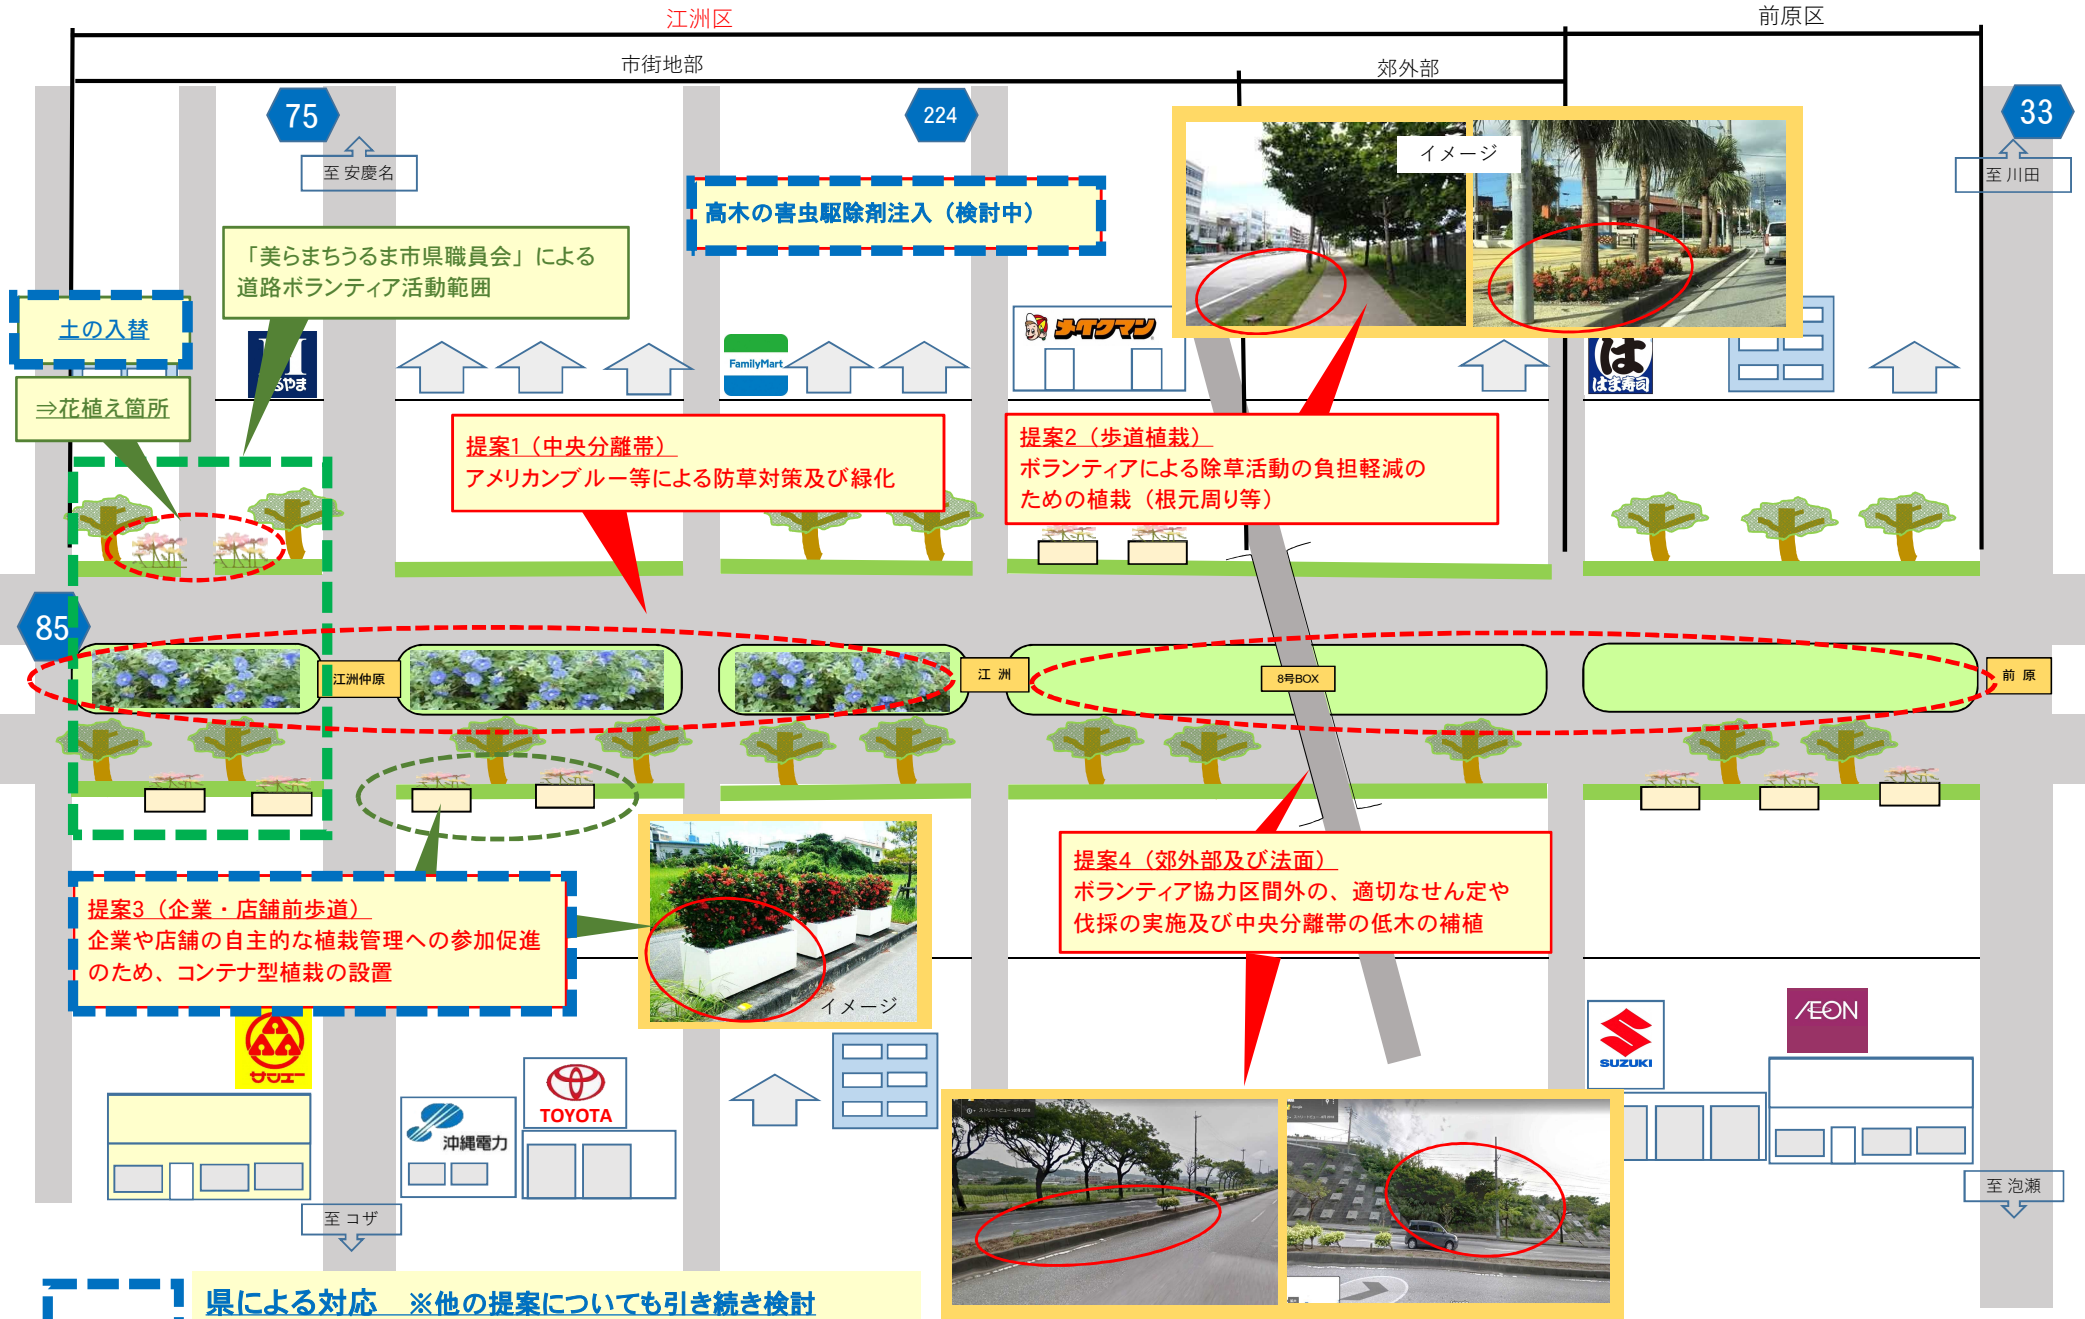 江洲区
前原区
市街地部
郊外部
75
224
33
至 安慶名
至 川田
イメージ
高木の害虫駆除剤注入（検討中）
「美らまちうるま市県職員会」による
道路ボランティア活動範囲
土の入替
⇒花植え箇所
FamilyMart
メイクマン
は
はま寿司
提案1（中央分離帯）
アメリカンブルー等による防草対策及び緑化
提案2（歩道植栽）
ボランティアによる除草活動の負担軽減の
ための植栽（根元周り等）
85
江洲仲原
江 洲
8号BOX
前 原
提案3（企業・店舗前歩道）
企業や店舗の自主的な植栽管理への参加促進
のため、コンテナ型植栽の設置
イメージ
提案4（郊外部及び法面）
ボランティア協力区間外の、適切なせん定や
伐採の実施及び中央分離帯の低木の補植
サンエー
沖縄電力
TOYOTA
SUZUKI
ÆON
至 コザ
至 泡瀬
県による対応　※他の提案についても引き続き検討